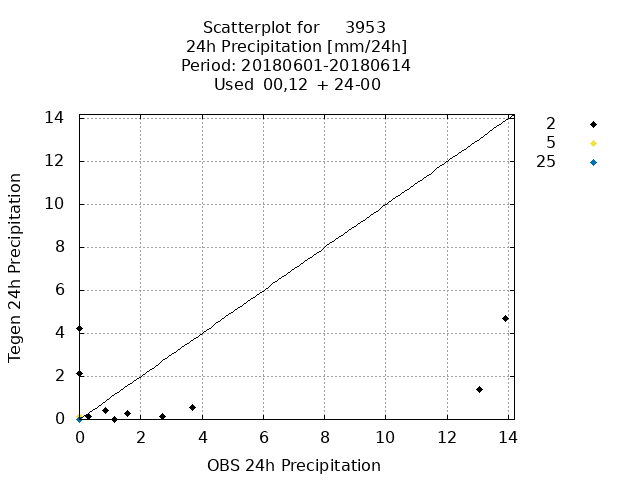 Scatterplot for 3953
24h Precipitation [mm/24h]
Period: 20180601-20180614
Used 00,12 + 24-00
2
5
25
Tegen 24h Precipitation
14
12
10
8
6
4
2
0
0 2 4 6 8 10 12 14
OBS 24h Precipitation